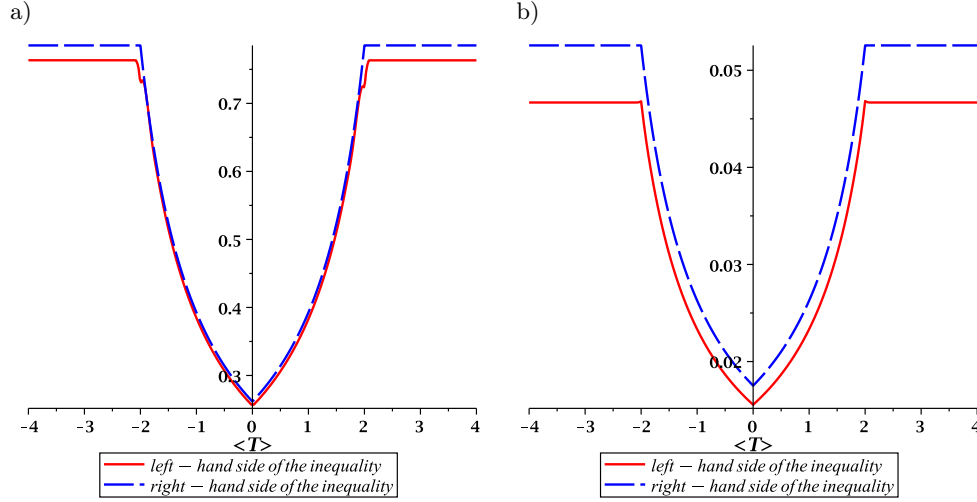 a)
0.7
0.6
0.5
0.4
0.3
−4 −3 −2 −1 0 1 2 3 4
<T>
left − hand side of the inequality
right − hand side of the inequality
b)
0.05
0.04
0.03
0.02
−4 −3 −2 −1 0 1 2 3 4
<T>
left − hand side of the inequality
right − hand side of the inequality